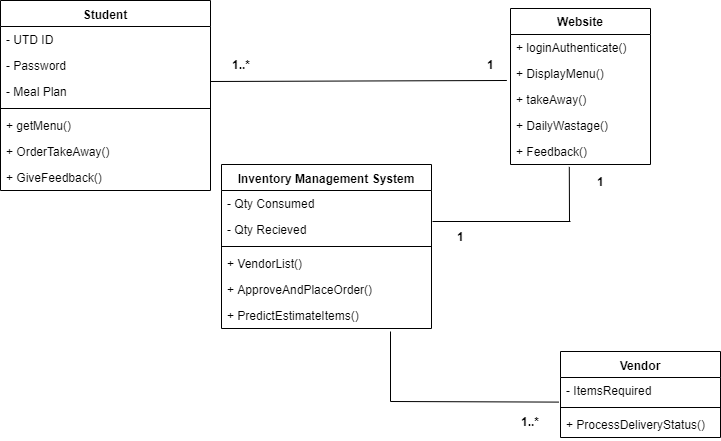 Student
- UTD ID
- Password
- Meal Plan
+ getMenu()
+ OrderTakeAway()
+ GiveFeedback()
1..*
1
Website
+ loginAuthenticate()
+ DisplayMenu()
+ takeAway()
+ DailyWastage()
+ Feedback()
1
Inventory Management System
- Qty Consumed
- Qty Recieved
+ VendorList()
+ ApproveAndPlaceOrder()
+ PredictEstimateItems()
1
Vendor
- ItemsRequired
+ ProcessDeliveryStatus()
1..*